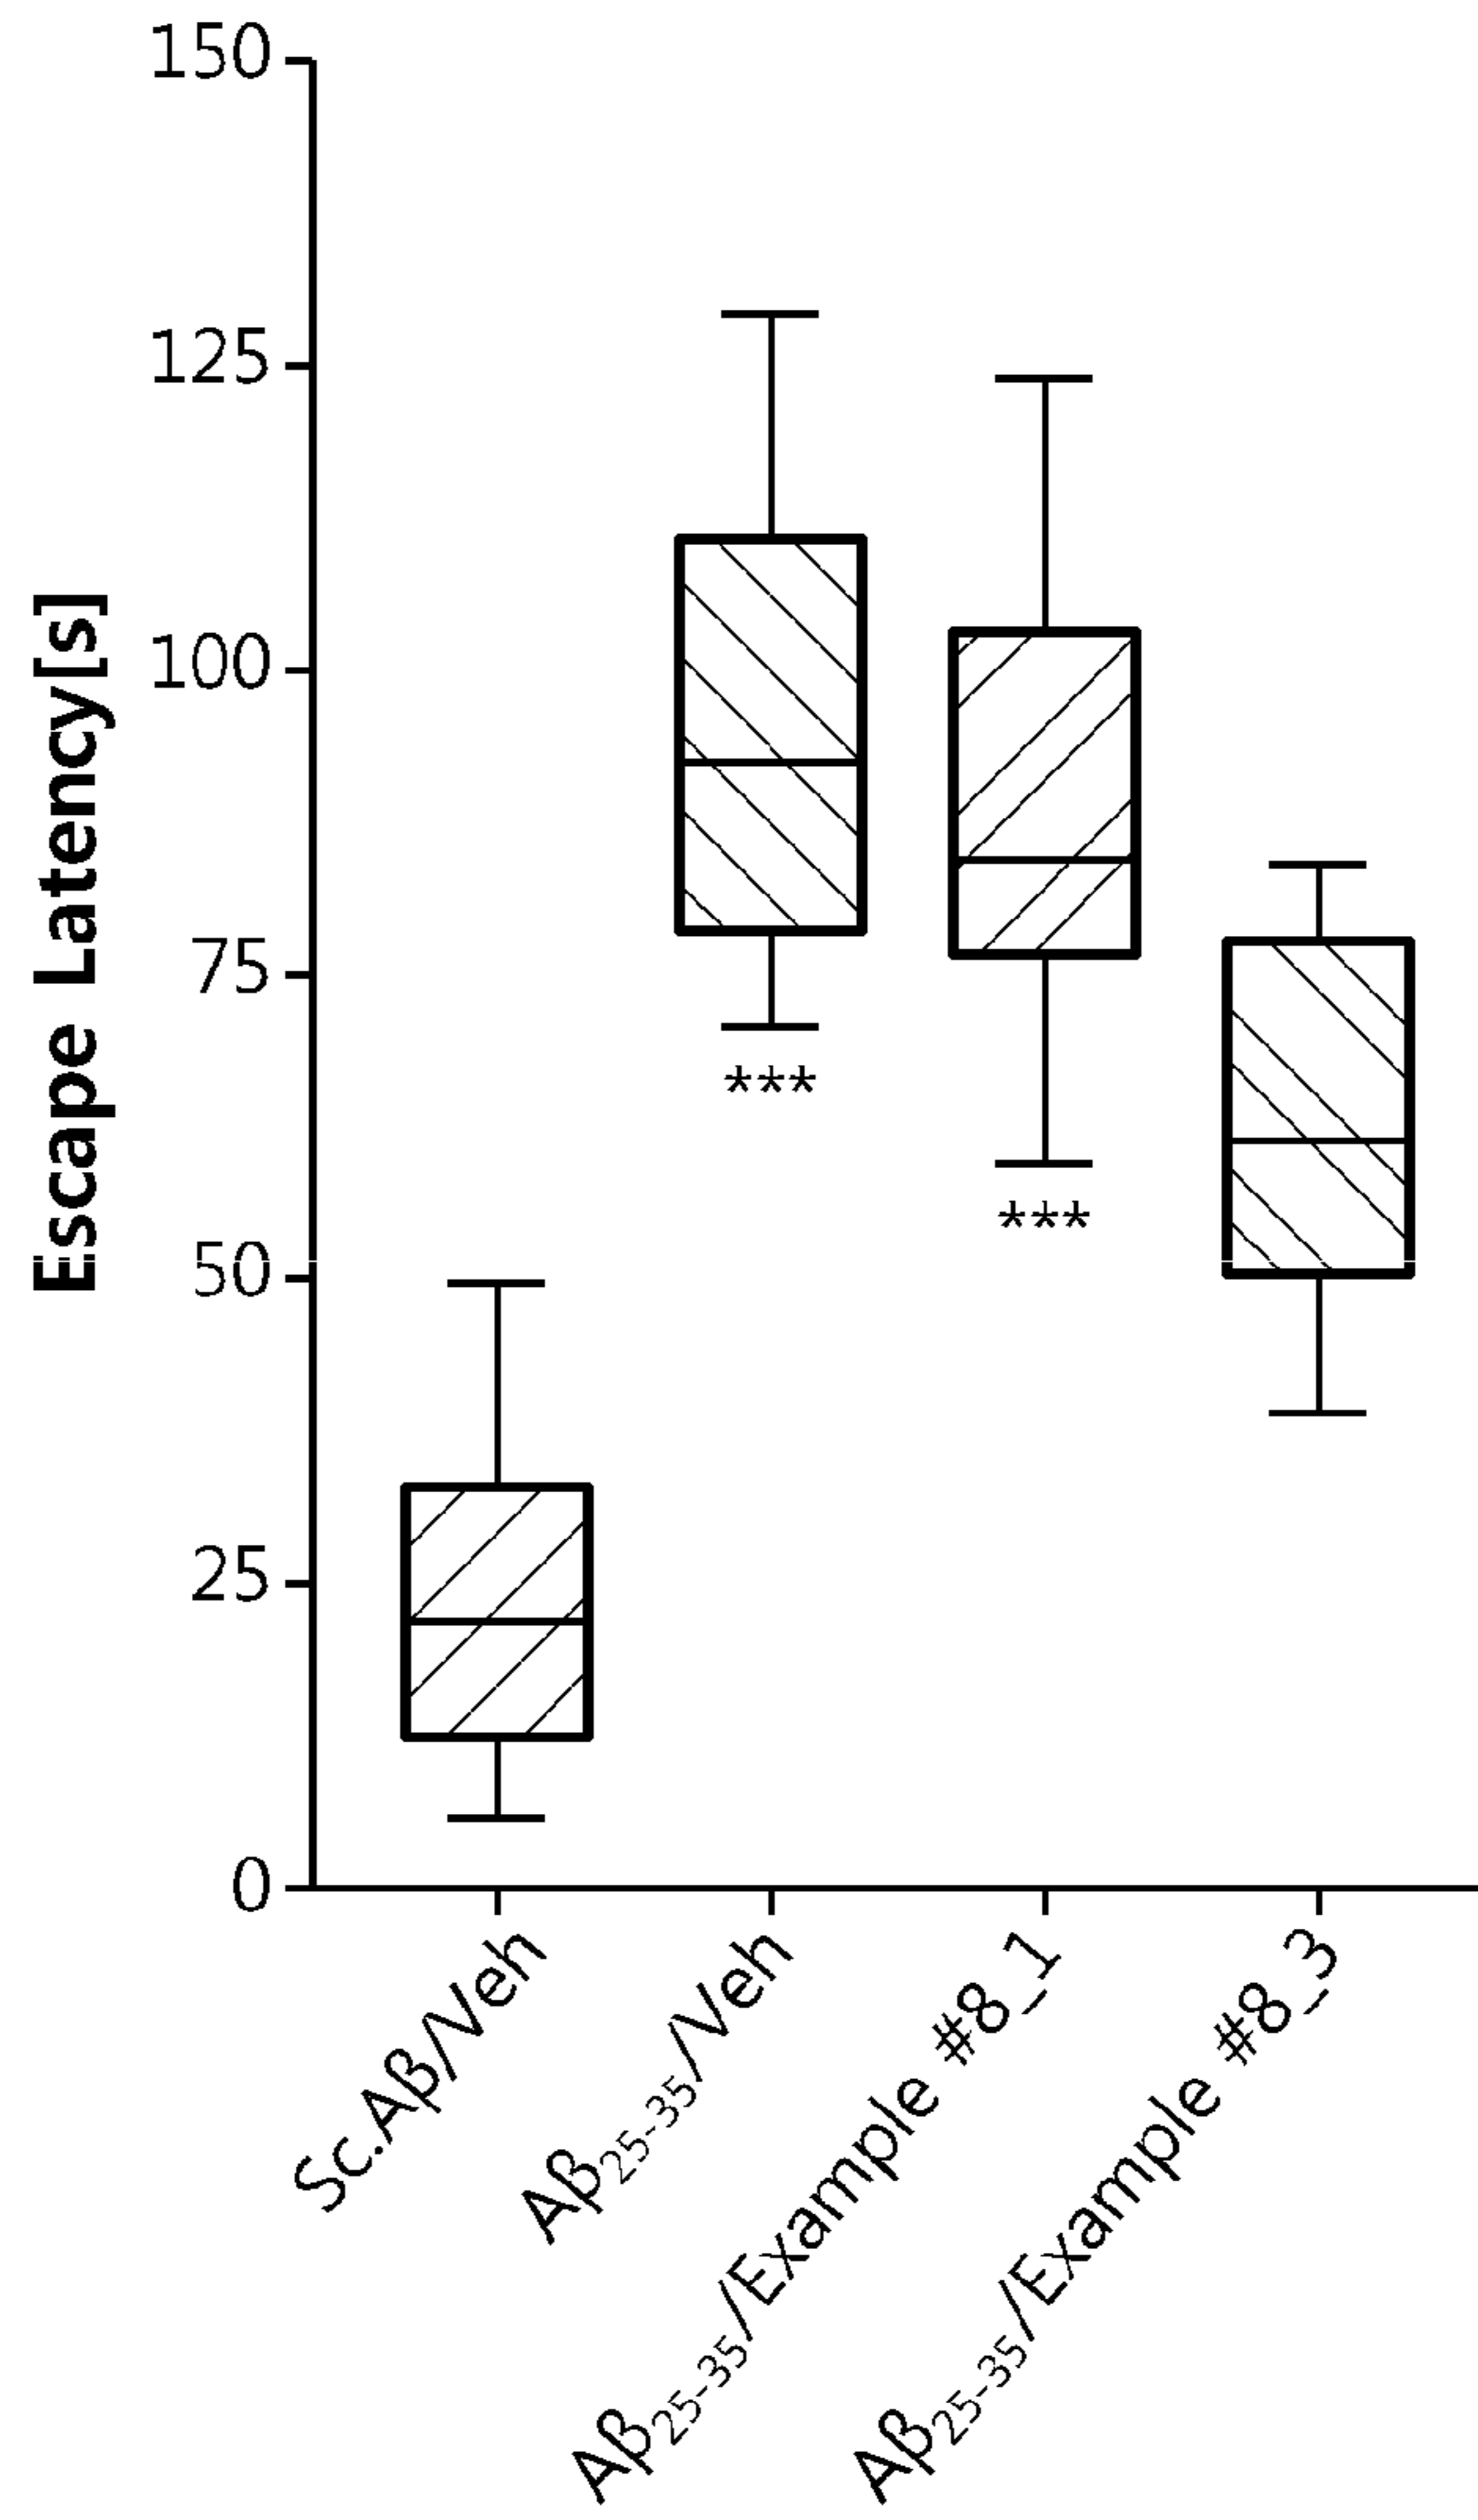 Escape Latency[s]
150
125
100
75
50
25
0
***
***
Sc.Aβ/Veh
Aβ25-35/Veh
Aβ25-35/Example #8_1
Aβ25-35/Example #8_3